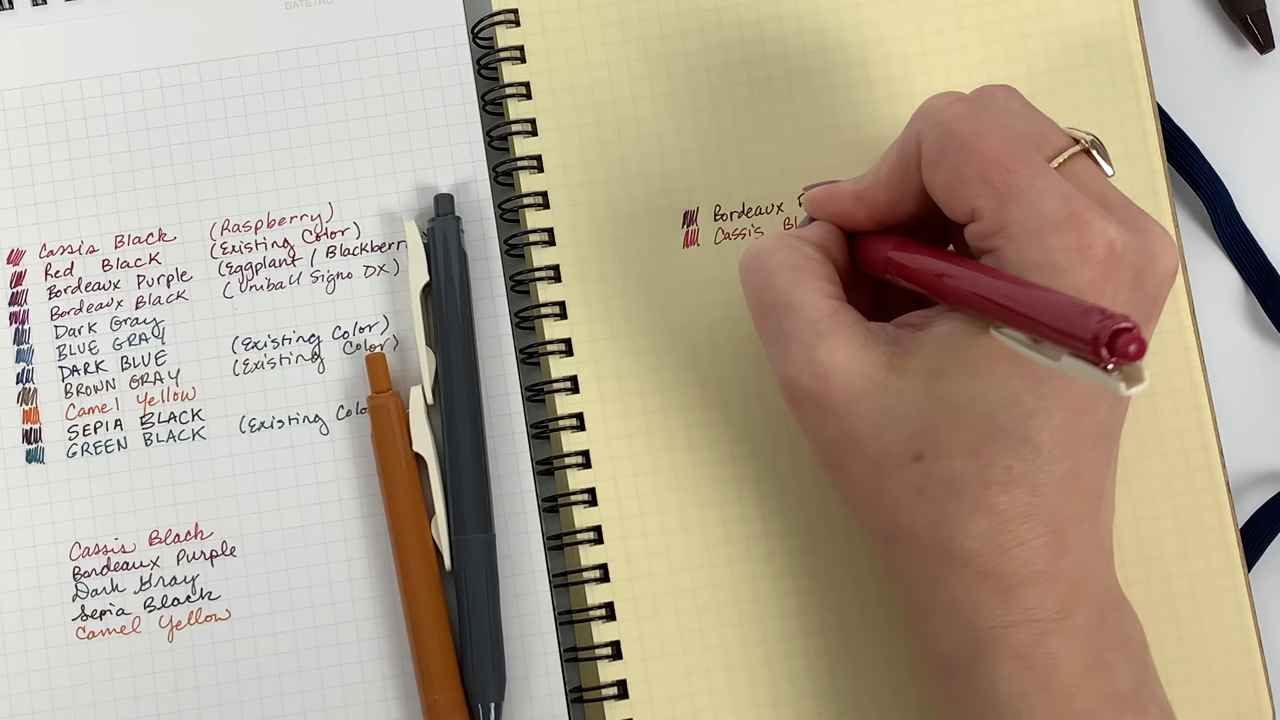 DATE/NO
Cassis Black (Raspberry)
Red Black (Existing Color)
Bordeaux Purple (Eggplant / Blackberr
Bordeaux Black (Uniball Signo DX)
Dark Gray
BLUE GRAY (Existing Color)
DARK BLUE (Existing Color)
BROWN GRAY
Camel Yellow
SEPIA BLACK
GREEN BLACK (Existing Colo
Cassis Black
Bordeaux Purple
Dark Gray
Sepia Black
Camel Yellow
Bordeaux P
Cassis Bl